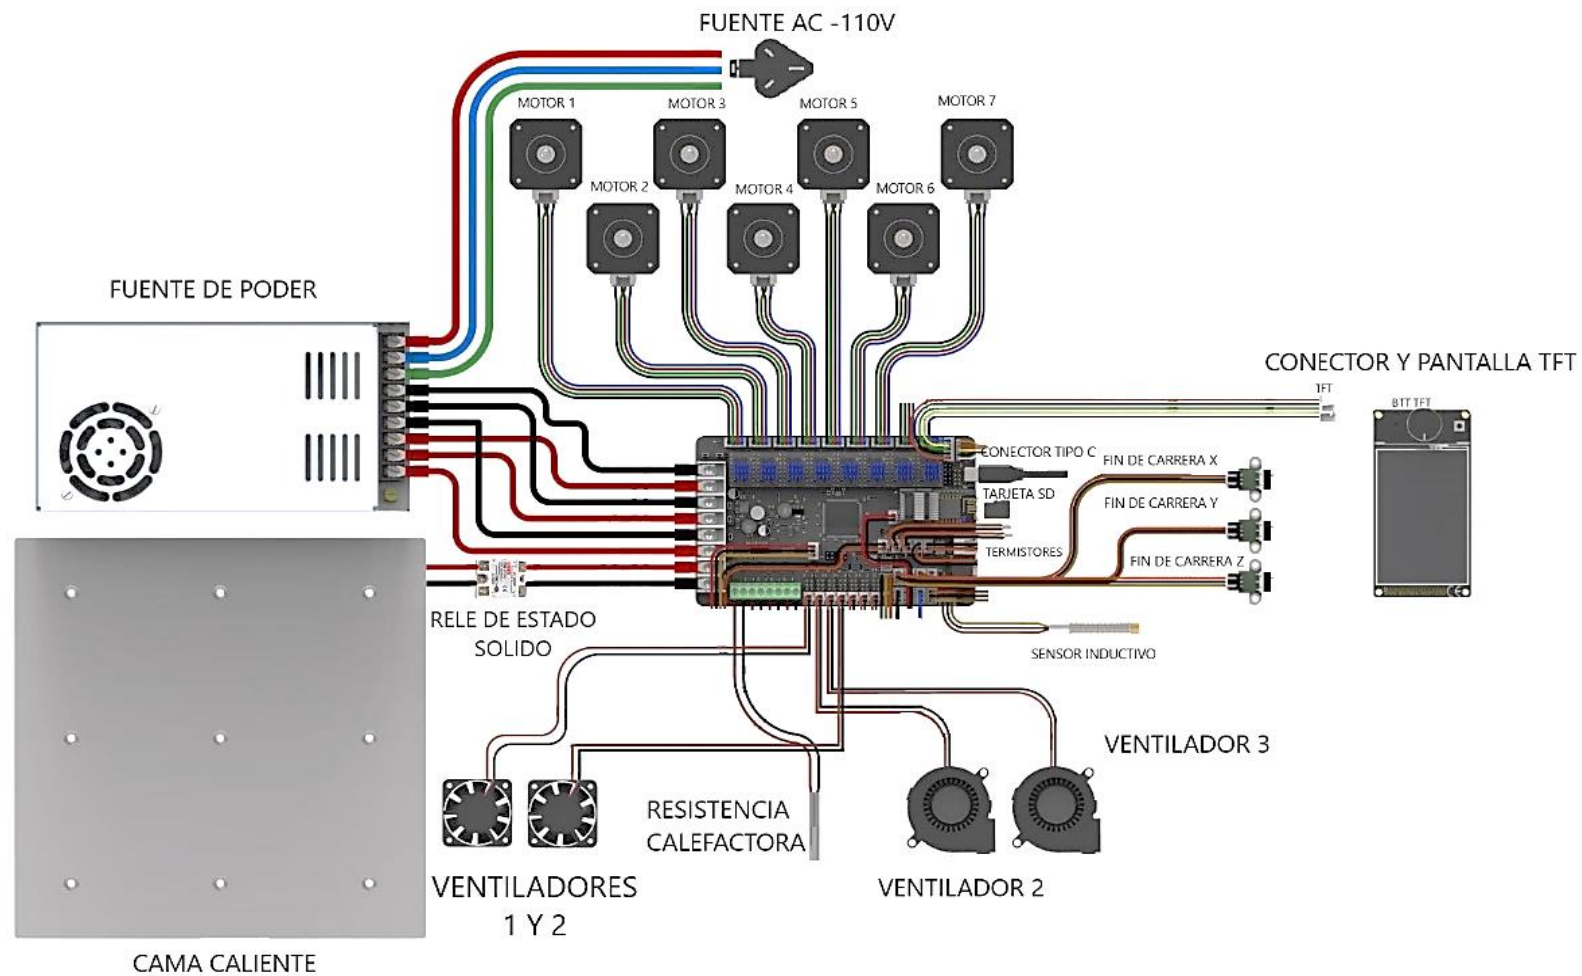 FUENTE AC -110V
MOTOR 1
MOTOR 3
MOTOR 5
MOTOR 7
MOTOR 2
MOTOR 4
MOTOR 6
FUENTE DE PODER
CONECTOR Y PANTALLA TFT
TFT
BTT TFT
CONECTOR TIPO C
FIN DE CARRERA X
TARJETA SD
FIN DE CARRERA Y
TERMISTORES
FIN DE CARRERA Z
RELE DE ESTADO
SOLIDO
SENSOR INDUCTIVO
VENTILADOR 3
RESISTENCIA
CALEFACTORA
VENTILADORES
1 Y 2
VENTILADOR 2
CAMA CALIENTE